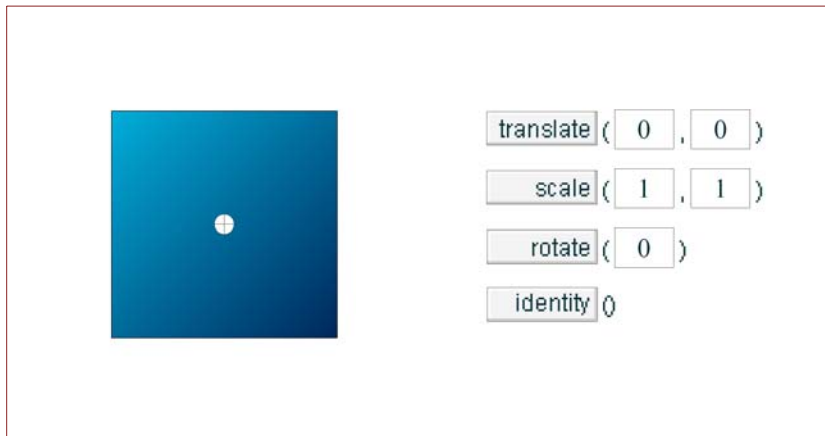 translate ( 0 , 0 )
scale ( 1 , 1 )
rotate ( 0 )
identity ()